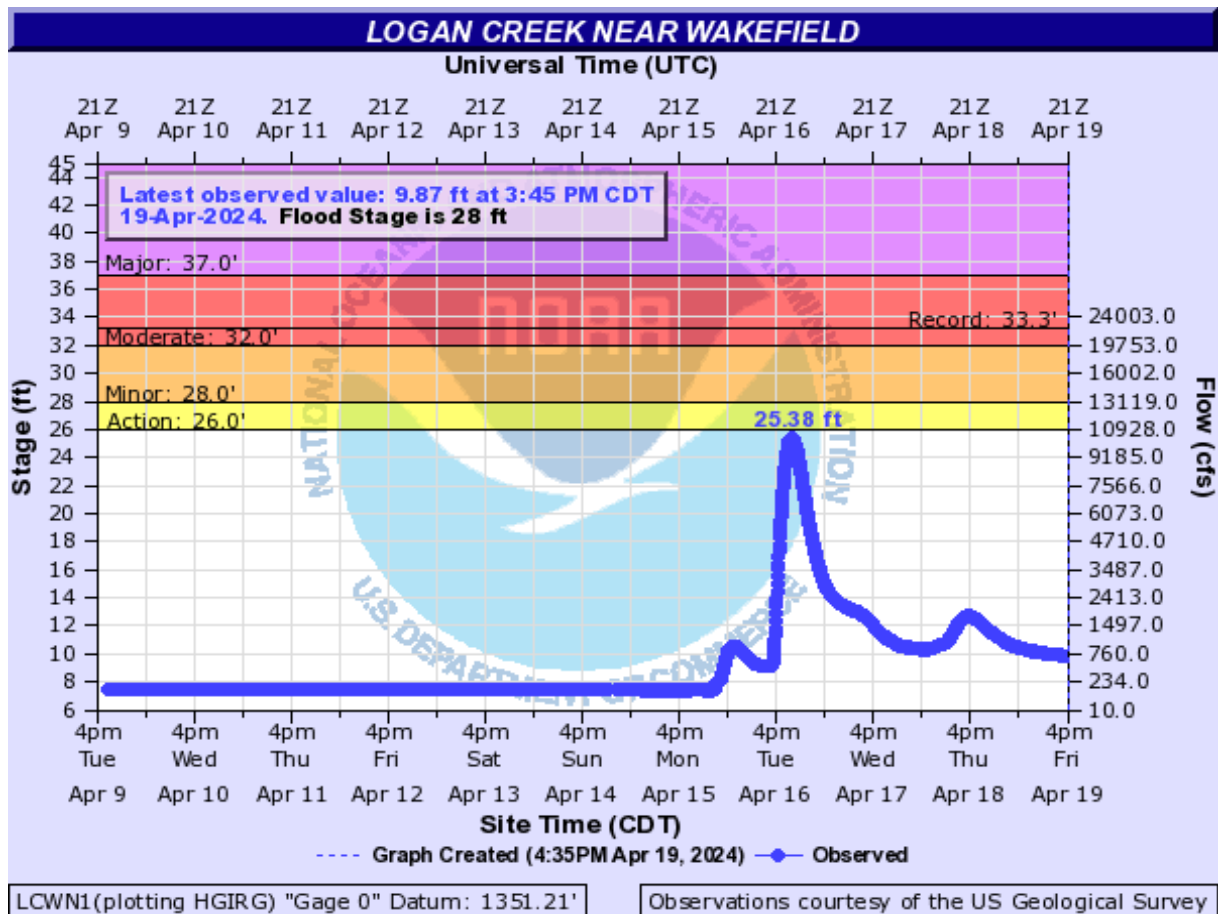 LOGAN CREEK NEAR WAKEFIELD
Universal Time (UTC)
21Z 21Z 21Z 21Z 21Z 21Z 21Z 21Z 21Z 21Z 21Z
Apr 9 Apr 10 Apr 11 Apr 12 Apr 13 Apr 14 Apr 15 Apr 16 Apr 17 Apr 18 Apr 19
Latest observed value: 9.87 ft at 3:45 PM CDT
19-Apr-2024. Flood Stage is 28 ft
Stage (ft)
45
44
42
40
38
36
34
32
30
28
26
24
22
20
18
16
14
12
10
8
6
Major: 37.0'
Record: 33.3'
Moderate: 32.0'
Minor: 28.0'
Action: 26.0'
25.38 ft
NOAA
NATIONAL OCEANIC AND ATMOSPHERIC ADMINISTRATION
U.S. DEPARTMENT OF COMMERCE
24003.0
19753.0
16002.0
13119.0
10928.0
9185.0
7566.0
6073.0
4710.0
3487.0
2413.0
1497.0
760.0
234.0
10.0
Flow (cfs)
4pm 4pm 4pm 4pm 4pm 4pm 4pm 4pm 4pm 4pm 4pm
Tue Wed Thu Fri Sat Sun Mon Tue Wed Thu Fri
Apr 9 Apr 10 Apr 11 Apr 12 Apr 13 Apr 14 Apr 15 Apr 16 Apr 17 Apr 18 Apr 19
Site Time (CDT)
Graph Created (4:35PM Apr 19, 2024) Observed
LCWN1(plotting HGIRG) "Gage 0" Datum: 1351.21'
Observations courtesy of the US Geological Survey